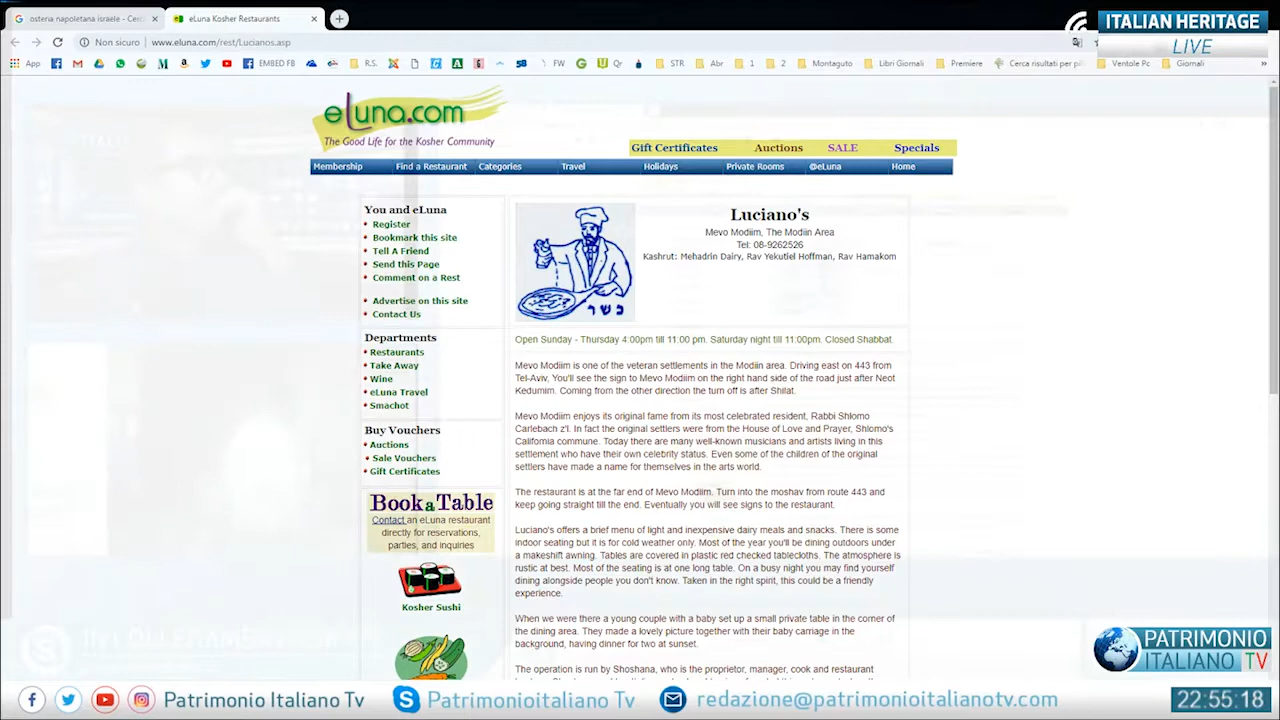 osteria napoletana israele - Cerc
eLuna Kosher Restaurants
ITALIAN HERITAGE
LIVE
Non sicuro
www.eluna.com/rest/Lucianos.asp
App
EMBED FB
R.S.
FW
Qr
STR
Abr
1
2
Montaguto
Libri Giornali
Premiere
Cerca risultati per più
Ventole Pc
Giornali
eLuna.com
The Good Life for the Kosher Community
Gift Certificates Auctions SALE Specials
Membership Find a Restaurant Categories Travel Holidays Private Rooms @eLuna Home
You and eLuna
Register
Bookmark this site
Tell A Friend
Send this Page
Comment on a Rest
Advertise on this site
Contact Us
Departments
Restaurants
Take Away
Wine
eLuna Travel
Smachot
Buy Vouchers
Auctions
Sale Vouchers
Gift Certificates
Book a Table
Contact an eLuna restaurant
directly for reservations,
parties, and inquiries
Kosher Sushi
כשר
Luciano's
Mevo Modiim, The Modiin Area
Tel: 08-9262526
Kashrut: Mehadrin Dairy, Rav Yekutiel Hoffman, Rav Hamakom
Open Sunday - Thursday 4:00pm till 11:00 pm. Saturday night till 11:00pm. Closed Shabbat.
Mevo Modiim is one of the veteran settlements in the Modiin area. Driving east on 443 from
Tel-Aviv, You'll see the sign to Mevo Modiim on the right hand side of the road just after Neot
Kedumim. Coming from the other direction the turn off is after Shilat.
Mevo Modiim enjoys its original fame from its most celebrated resident, Rabbi Shlomo
Carlebach z'l. In fact the original settlers were from the House of Love and Prayer, Shlomo's
California commune. Today there are many well-known musicians and artists living in this
settlement who have their own celebrity status. Even some of the children of the original
settlers have made a name for themselves in the arts world.
The restaurant is at the far end of Mevo Modiim. Turn into the moshav from route 443 and
keep going straight till the end. Eventually you will see signs to the restaurant.
Luciano's offers a brief menu of light and inexpensive dairy meals and snacks. There is some
indoor seating but it is for cold weather only. Most of the year you'll be dining outdoors under
a makeshift awning. Tables are covered in plastic red checked tablecloths. The atmosphere is
rustic at best. Most of the seating is at one long table. On a busy night you may find yourself
dining alongside people you don't know. Taken in the right spirit, this could be a friendly
experience.
When we were there a young couple with a baby set up a small private table in the corner of
the dining area. They made a lovely picture together with their baby carriage in the
background, having dinner for two at sunset.
The operation is run by Shoshana, who is the proprietor, manager, cook and restaurant
PATRIMONIO
ITALIANO TV
Patrimonio Italiano Tv
Patrimonioitaliano Tv
redazione@patrimonioitalianotv.com
22:55:18